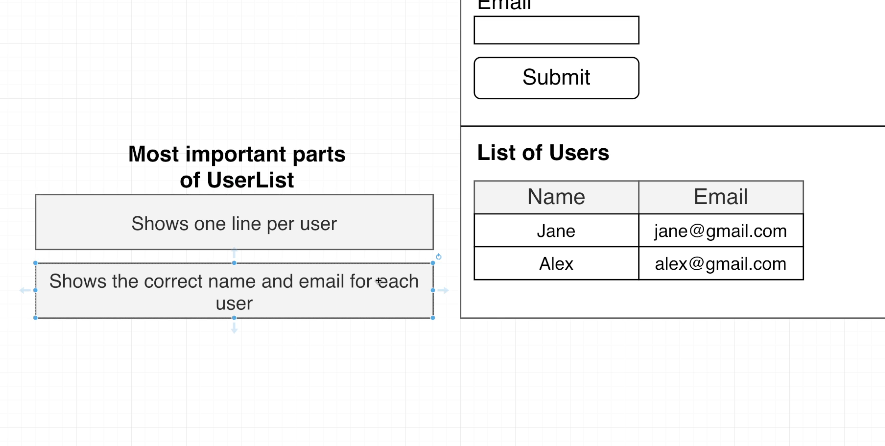 Email
Submit
Most important parts
of UserList
List of Users
Name Email
Shows one line per user
Jane jane@gmail.com
Alex alex@gmail.com
Shows the correct name and email for each
user